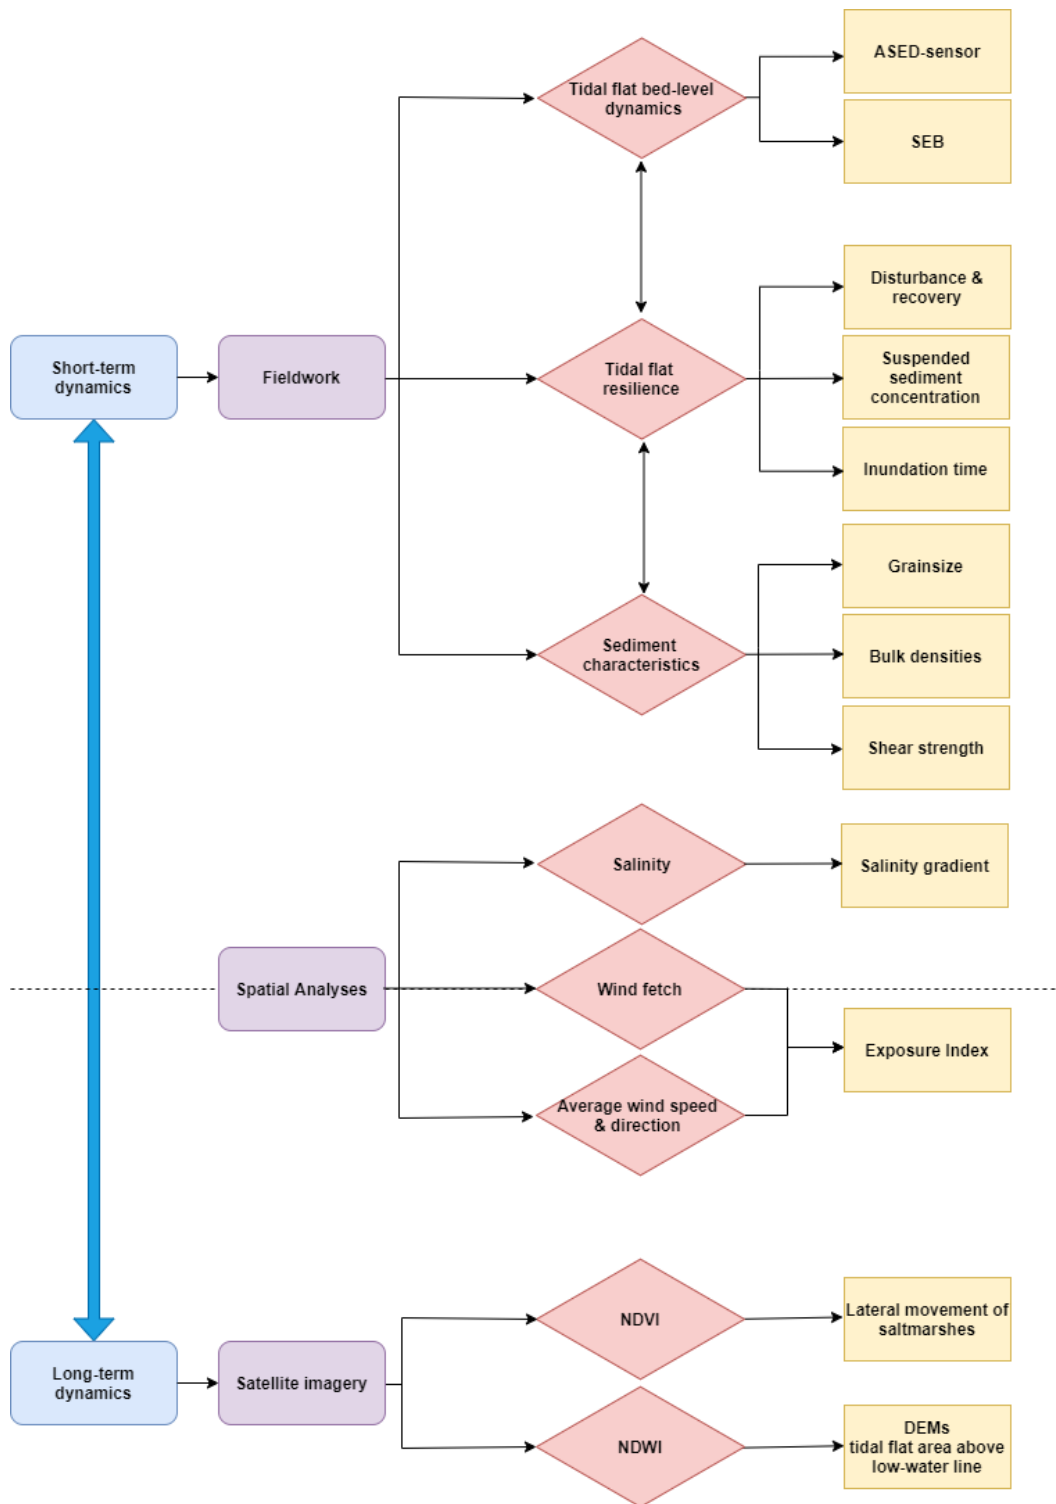 Tidal flat bed-level
dynamics
ASED-sensor
SEB
Short-term
dynamics
Fieldwork
Tidal flat
resilience
Disturbance &
recovery
Suspended
sediment
concentration
Inundation time
Sediment
characteristics
Grainsize
Bulk densities
Shear strength
Salinity
Salinity gradient
Spatial Analyses
Wind fetch
Average wind speed
& direction
Exposure Index
Long-term
dynamics
Satellite imagery
NDVI
Lateral movement of
saltmarshes
NDWI
DEMs
tidal flat area above
low-water line